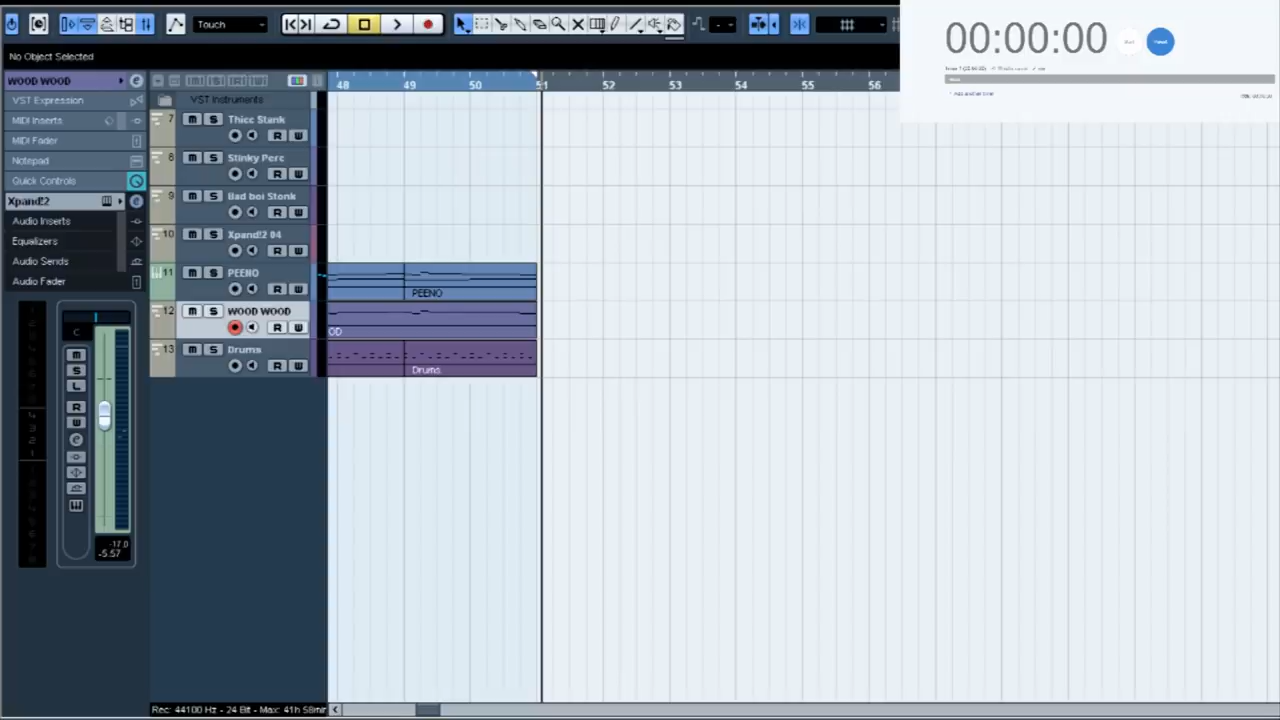 Touch
- -
00:00:00
No Object Selected
WOOD WOOD
VST Expression
MIDI Inserts
MIDI Fader
Notepad
Quick Controls
Xpand!2
Audio Inserts
Equalizers
Audio Sends
Audio Fader
C
M
S
L
R
W
-17.0
-5.57
48 49 50 51 52 53 54 55 56
VST Instruments
7 M S Thicc Stank
R W
8 M S Stinky Perc
R W
9 M S Bad boi Stonk
R W
10 M S Xpand!2 04
R W
11 M S PEENO
R W
PEENO
12 M S WOOD WOOD
R W
OD
13 M S Drums
R W
Drums
Rec: 44100 Hz - 24 Bit - Max: 41h 58min